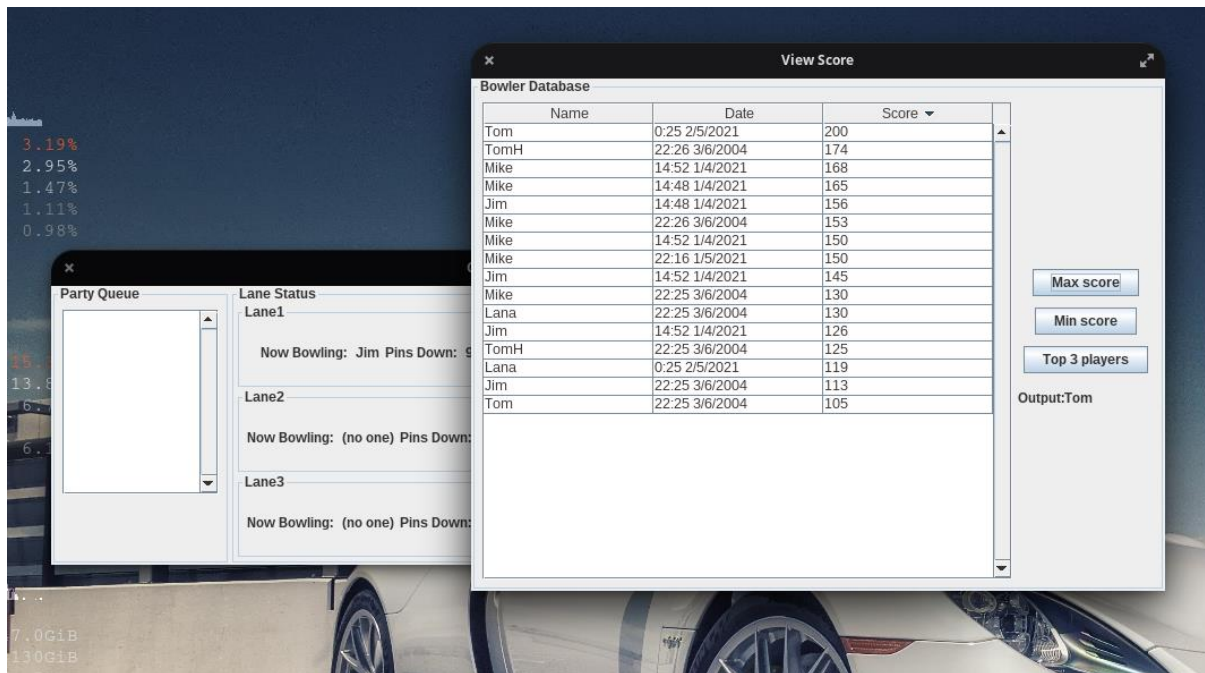 View Score
Bowler Database
Name Date Score
Tom 0:25 2/5/2021 200
TomH 22:26 3/6/2004 174
Mike 14:52 1/4/2021 168
Mike 14:48 1/4/2021 165
Jim 14:48 1/4/2021 156
Mike 22:26 3/6/2004 153
Mike 14:52 1/4/2021 150
Mike 22:16 1/5/2021 150
Jim 14:52 1/4/2021 145
Mike 22:25 3/6/2004 130
Lana 22:25 3/6/2004 130
Jim 14:52 1/4/2021 126
TomH 22:25 3/6/2004 125
Lana 0:25 2/5/2021 119
Jim 22:25 3/6/2004 113
Tom 22:25 3/6/2004 105
Max score
Min score
Top 3 players
Output:Tom
3.19%
2.95%
1.47%
1.11%
0.98%
Party Queue
Lane Status
Lane1
Now Bowling: Jim Pins Down: 9
Lane2
Now Bowling: (no one) Pins Down:
Lane3
Now Bowling: (no one) Pins Down:
7.0GiB
130GiB